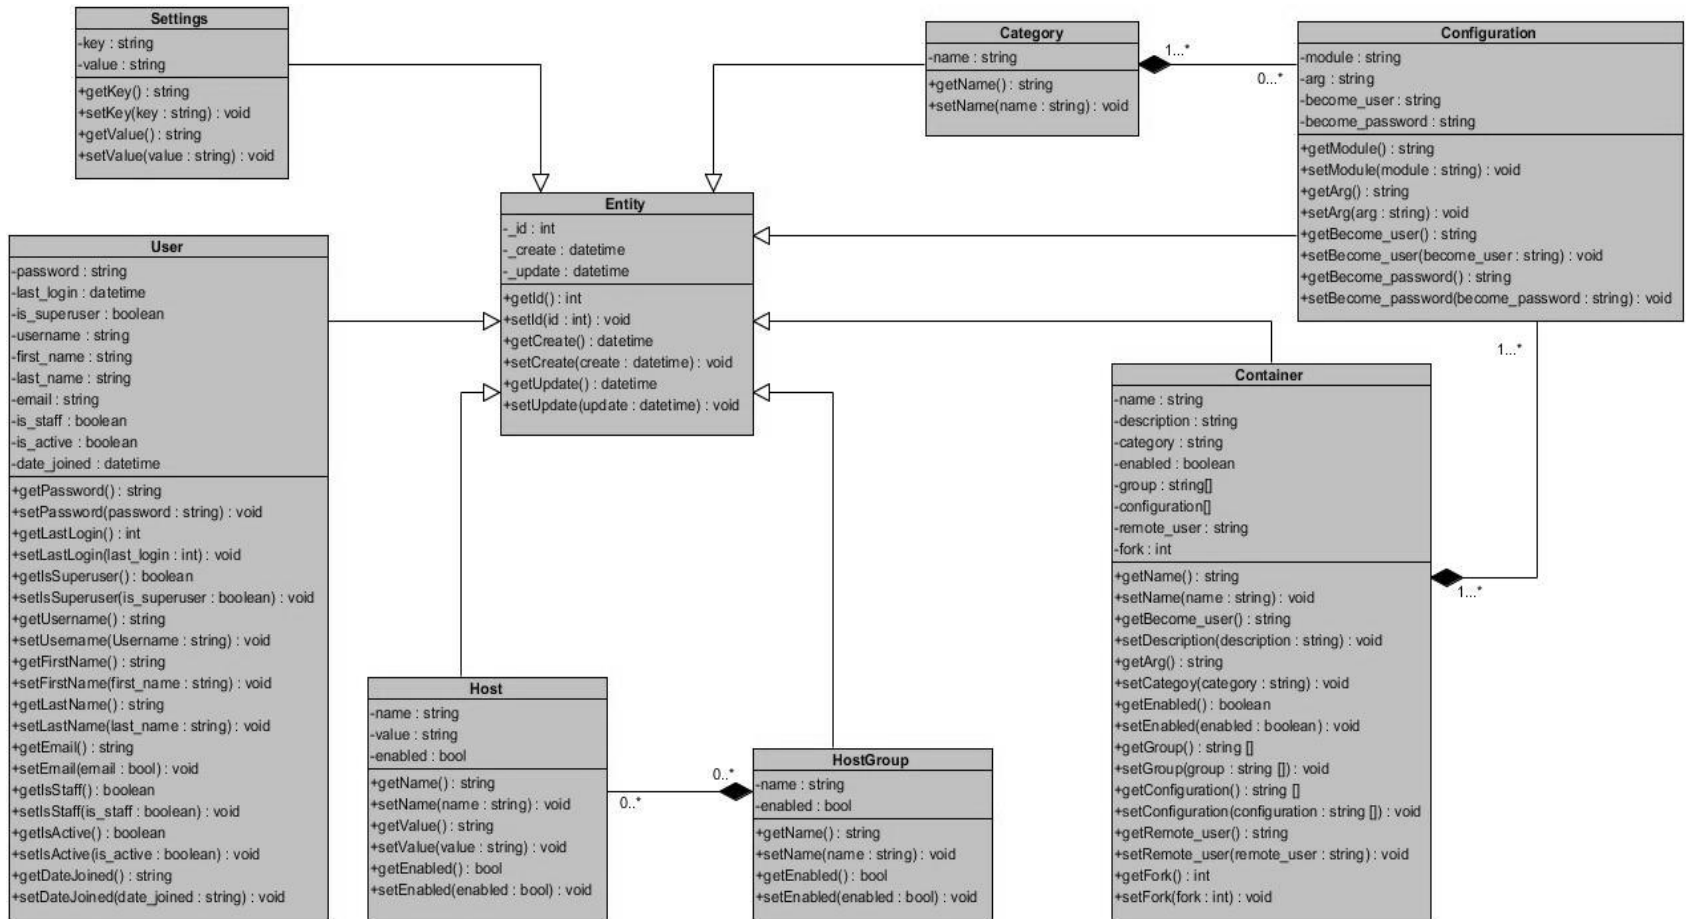 Settings
-key : string
-value : string
+getKey() : string
+setKey(key : string) : void
+getValue() : string
+setValue(value : string) : void
Category
-name : string
+getName() : string
+setName(name : string) : void
1...*
0...*
Configuration
-module : string
-arg : string
-become_user : string
-become_password : string
+getModule() : string
+setModule(module : string) : void
+getArg() : string
+setArg(arg : string) : void
+getBecome_user() : string
+setBecome_user(become_user : string) : void
+getBecome_password() : string
+setBecome_password(become_password : string) : void
Entity
-_id : int
-_create : datetime
-_update : datetime
+getId() : int
+setId(id : int) : void
+getCreate() : datetime
+setCreate(create : datetime) : void
+getUpdate() : datetime
+setUpdate(update : datetime) : void
User
-password : string
-last_login : datetime
-is_superuser : boolean
-username : string
-first_name : string
-last_name : string
-email : string
-is_staff : boolean
-is_active : boolean
-date_joined : datetime
+getPassword() : string
+setPassword(password : string) : void
+getLastLogin() : int
+setLastLogin(last_login : int) : void
+getIsSuperuser() : boolean
+setIsSuperuser(is_superuser : boolean) : void
+getUsername() : string
+setUsername(Username : string) : void
+getFirstName() : string
+setFirstName(first_name : string) : void
+getLastName() : string
+setLastName(last_name : string) : void
+getEmail() : string
+setEmail(email : bool) : void
+getIsStaff() : boolean
+setIsStaff(is_staff : boolean) : void
+getIsActive() : boolean
+setIsActive(is_active : boolean) : void
+getDateJoined() : string
+setDateJoined(date_joined : string) : void
1...*
Container
-name : string
-description : string
-category : string
-enabled : boolean
-group : string[]
-configuration[]
-remote_user : string
-fork : int
+getName() : string
+setName(name : string) : void
+getBecome_user() : string
+setDescription(description : string) : void
+getArg() : string
+setCategoy(category : string) : void
+getEnabled() : boolean
+setEnabled(enabled : boolean) : void
+getGroup() : string []
+setGroup(group : string []) : void
+getConfiguration() : string []
+setConfiguration(configuration : string []) : void
+getRemote_user() : string
+setRemote_user(remote_user : string) : void
+getFork() : int
+setFork(fork : int) : void
1...*
Host
-name : string
-value : string
-enabled : bool
+getName() : string
+setName(name : string) : void
+getValue() : string
+setValue(value : string) : void
+getEnabled() : bool
+setEnabled(enabled : bool) : void
0..*
0..*
HostGroup
-name : string
-enabled : bool
+getName() : string
+setName(name : string) : void
+getEnabled() : bool
+setEnabled(enabled : bool) : void